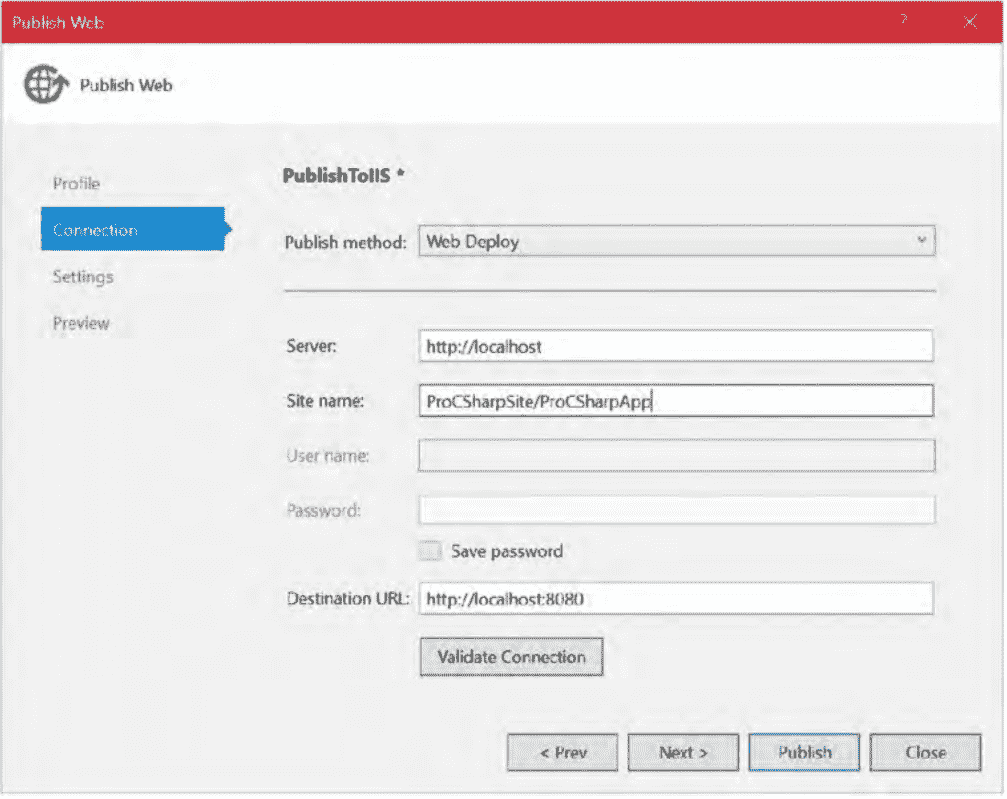 Publish Web
?
Publish Web
Profile
Connection
Settings
Preview
PublishToIIS *
Publish method: Web Deploy
Server: http://localhost
Site name: ProCSharpSite/ProCSharpApp
User name:
Password:
Save password
Destination URL: http://localhost:8080
Validate Connection
< Prev Next > Publish Close